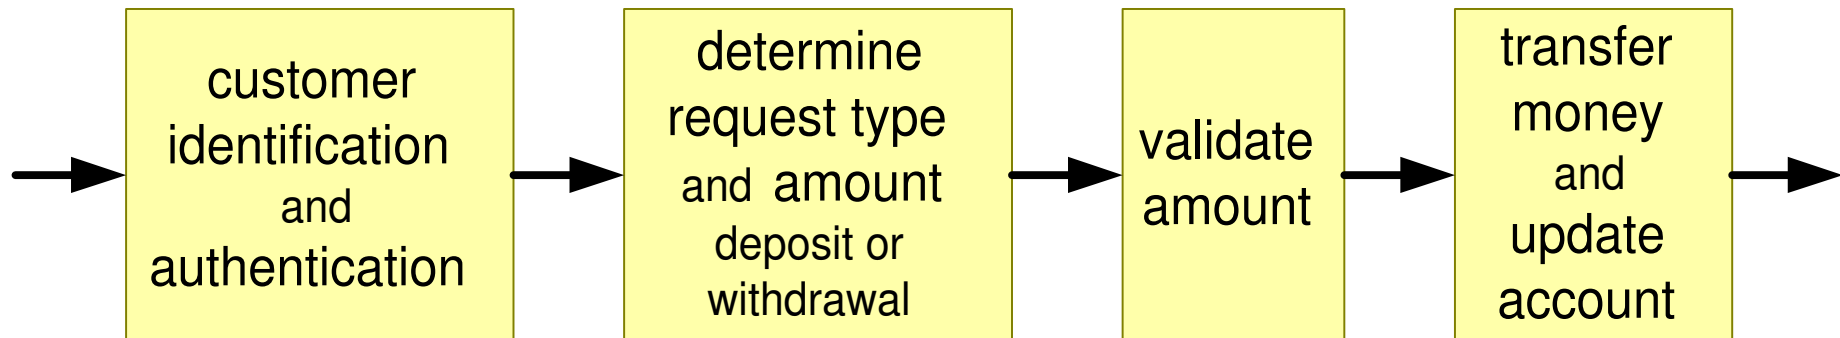 customer
identification
and
authentication
determine
request type
and amount
deposit or
withdrawal
validate
amount
transfer
money
and
update
account